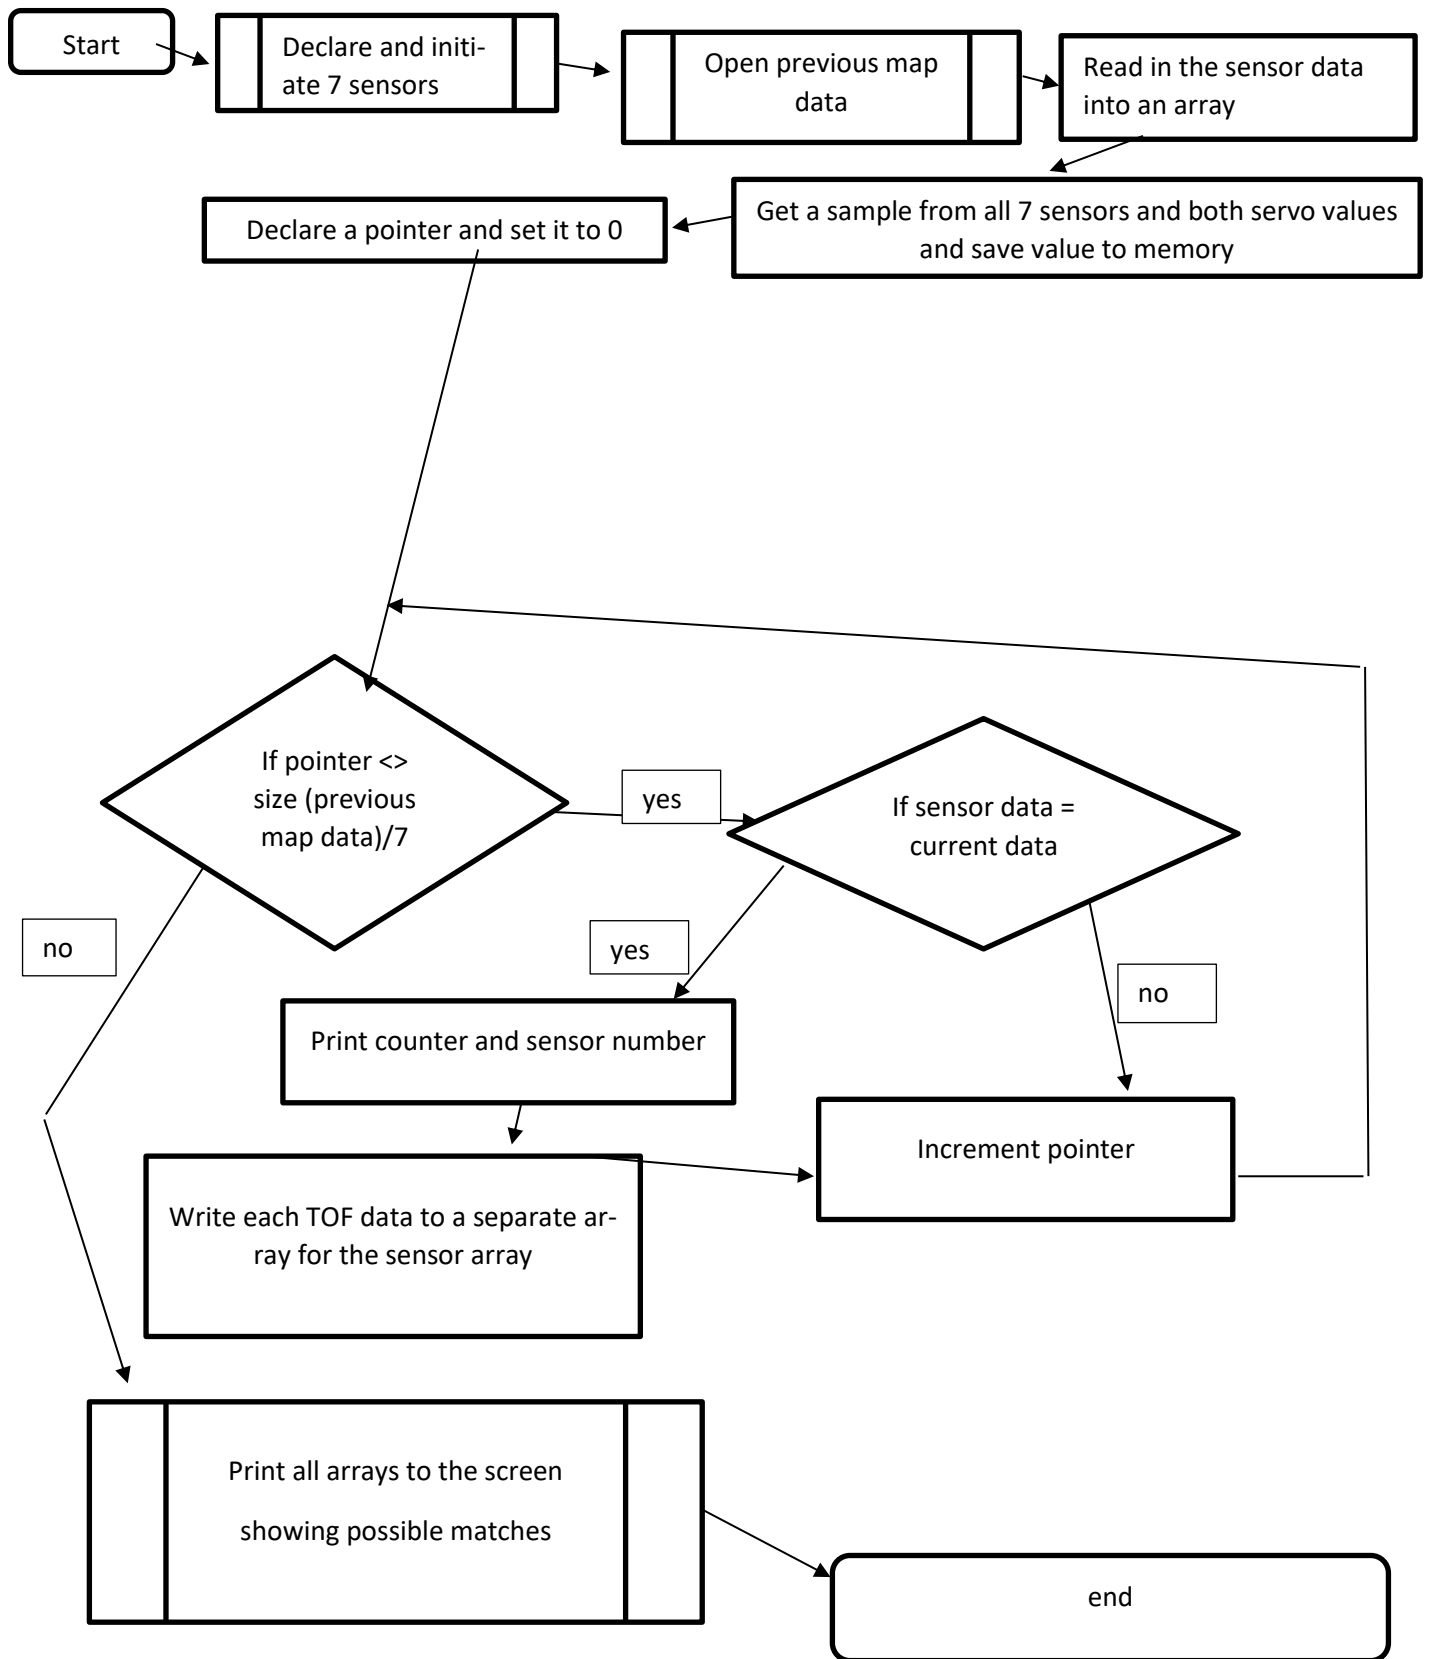 Start
Declare and initi-
ate 7 sensors
Open previous map
data
Read in the sensor data
into an array
Get a sample from all 7 sensors and both servo values
and save value to memory
Declare a pointer and set it to 0
If pointer <>
size (previous
map data)/7
yes
If sensor data =
current data
no
yes
no
Print counter and sensor number
Increment pointer
Write each TOF data to a separate ar-
ray for the sensor array
Print all arrays to the screen
showing possible matches
end